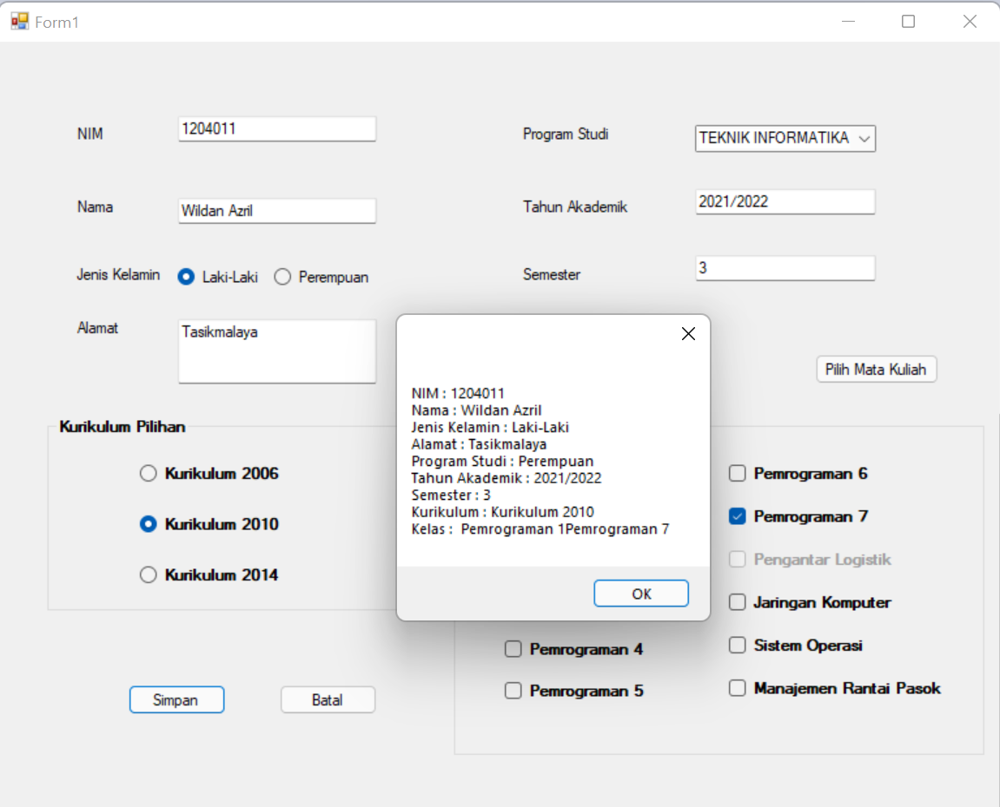 Form1
NIM
1204011
Program Studi
TEKNIK INFORMATIKA
Nama
Wildan Azril
Tahun Akademik
2021/2022
Jenis Kelamin
Laki-Laki
Perempuan
Semester
3
Alamat
Tasikmalaya
Pilih Mata Kuliah
NIM : 1204011
Nama : Wildan Azril
Jenis Kelamin : Laki-Laki
Alamat : Tasikmalaya
Program Studi : Perempuan
Tahun Akademik : 2021/2022
Semester : 3
Kurikulum : Kurikulum 2010
Kelas :  Pemrograman 1Pemrograman 7
OK
Kurikulum Pilihan
Kurikulum 2006
Kurikulum 2010
Kurikulum 2014
Pemrograman 4
Pemrograman 5
Pemrograman 6
Pemrograman 7
Pengantar Logistik
Jaringan Komputer
Sistem Operasi
Manajemen Rantai Pasok
Simpan
Batal